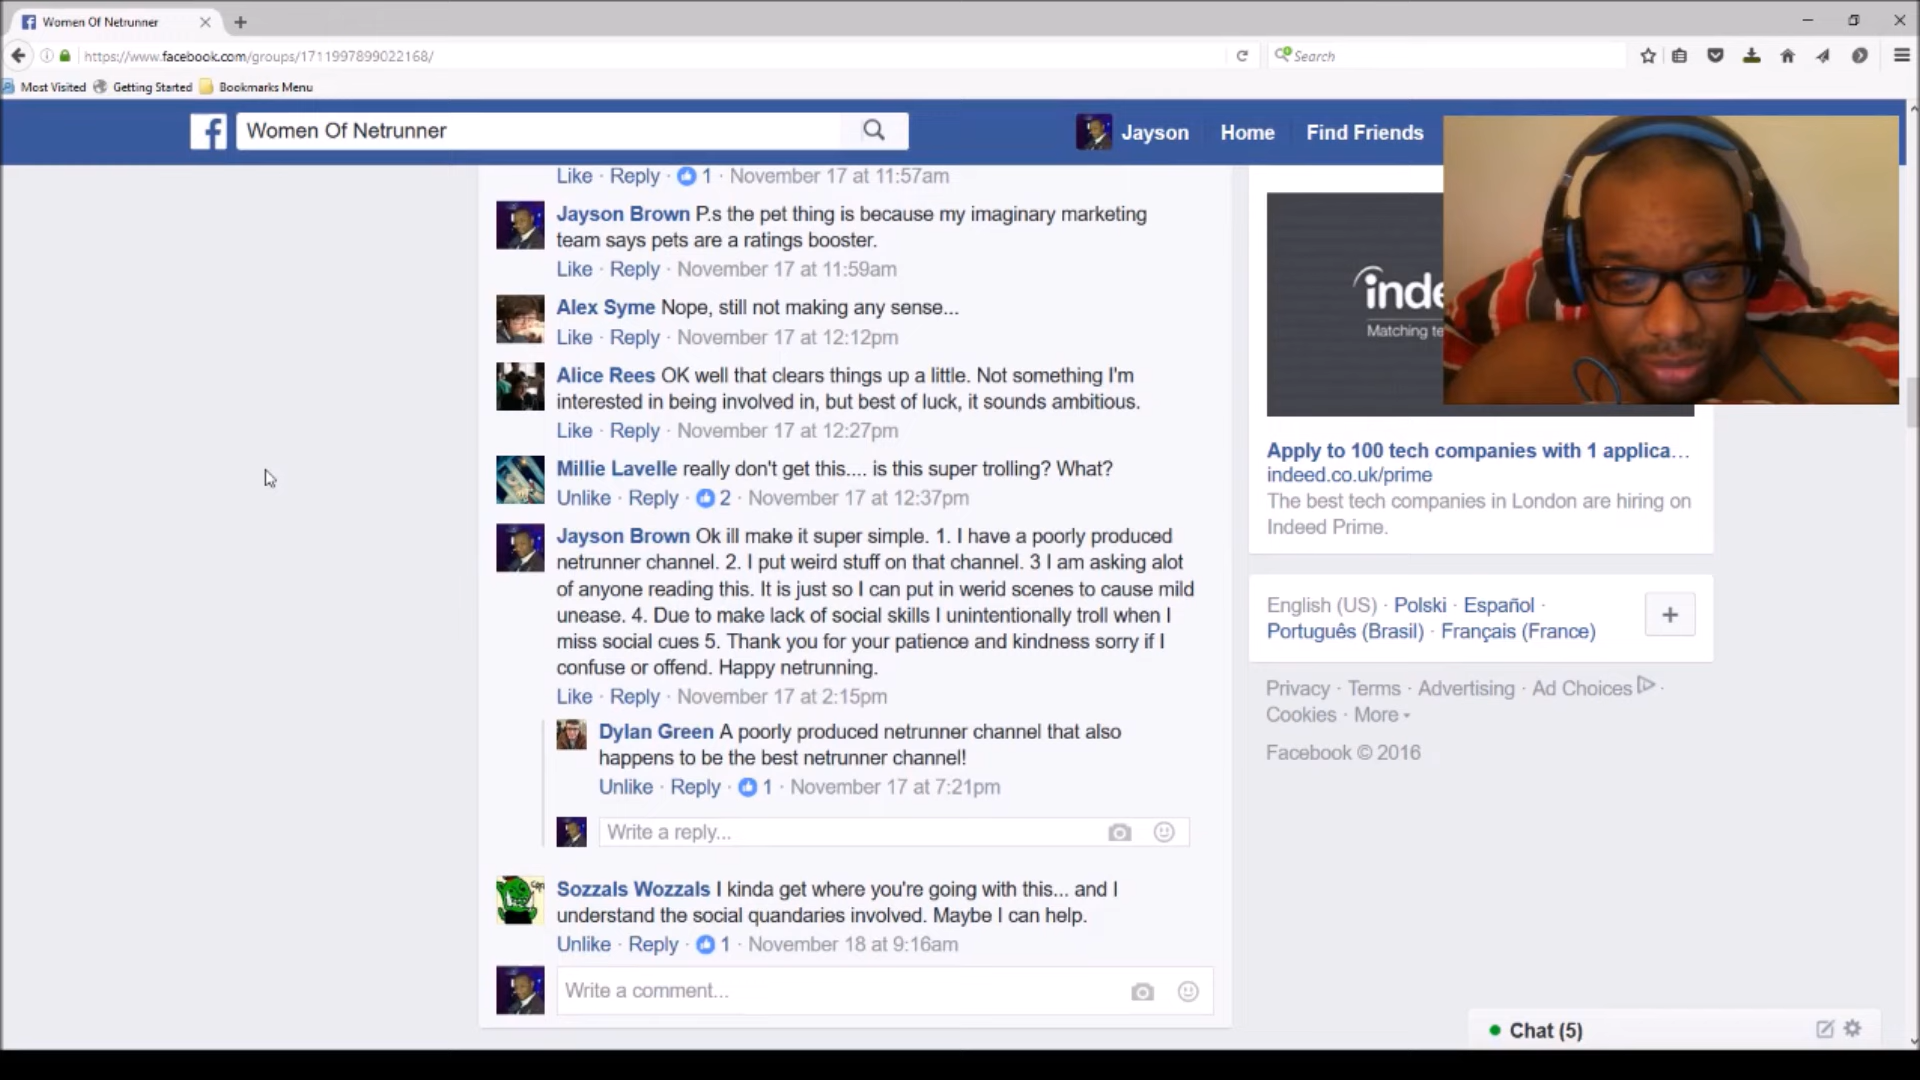 Women Of Netrunner
https://www.facebook.com/groups/1711997899022168/
Search
Most Visited
Getting Started
Bookmarks Menu
Women Of Netrunner
Jayson
Home
Find Friends
Like · Reply · 1 · November 17 at 11:57am
Jayson Brown P.s the pet thing is because my imaginary marketing
team says pets are a ratings booster.
Like · Reply · November 17 at 11:59am
Alex Syme Nope, still not making any sense...
Like · Reply · November 17 at 12:12pm
Alice Rees OK well that clears things up a little. Not something I'm
interested in being involved in, but best of luck, it sounds ambitious.
Like · Reply · November 17 at 12:27pm
Millie Lavelle really don't get this.... is this super trolling? What?
Unlike · Reply · 2 · November 17 at 12:37pm
Jayson Brown Ok ill make it super simple. 1. I have a poorly produced
netrunner channel. 2. I put weird stuff on that channel. 3 I am asking alot
of anyone reading this. It is just so I can put in werid scenes to cause mild
unease. 4. Due to make lack of social skills I unintentionally troll when I
miss social cues 5. Thank you for your patience and kindness sorry if I
confuse or offend. Happy netrunning.
Like · Reply · November 17 at 2:15pm
Dylan Green A poorly produced netrunner channel that also
happens to be the best netrunner channel!
Unlike · Reply · 1 · November 17 at 7:21pm
Write a reply...
Sozzals Wozzals I kinda get where you're going with this... and I
understand the social quandaries involved. Maybe I can help.
Unlike · Reply · 1 · November 18 at 9:16am
Write a comment...
Apply to 100 tech companies with 1 applica...
indeed.co.uk/prime
The best tech companies in London are hiring on
Indeed Prime.
English (US) · Polski · Español ·
Português (Brasil) · Français (France)
Privacy · Terms · Advertising · Ad Choices ·
Cookies · More
Facebook © 2016
Chat (5)